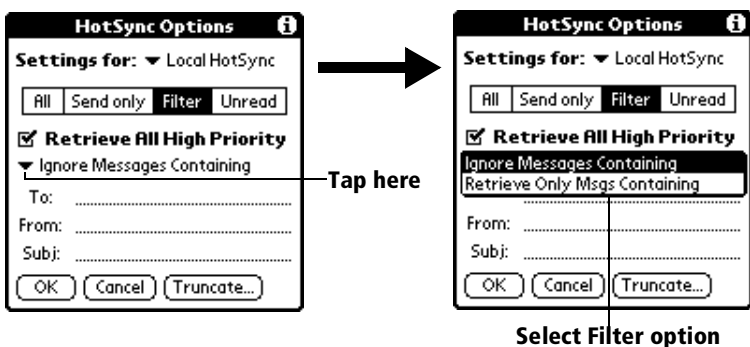 HotSync Options
Settings for: Local HotSync
All Send only Filter Unread
Retrieve All High Priority
Ignore Messages Containing
To:
From:
Subj:
OK Cancel Truncate...
Tap here
HotSync Options
Settings for: Local HotSync
All Send only Filter Unread
Retrieve All High Priority
Ignore Messages Containing
Retrieve Only Msgs Containing
From:
Subj:
OK Cancel Truncate...
Select Filter option